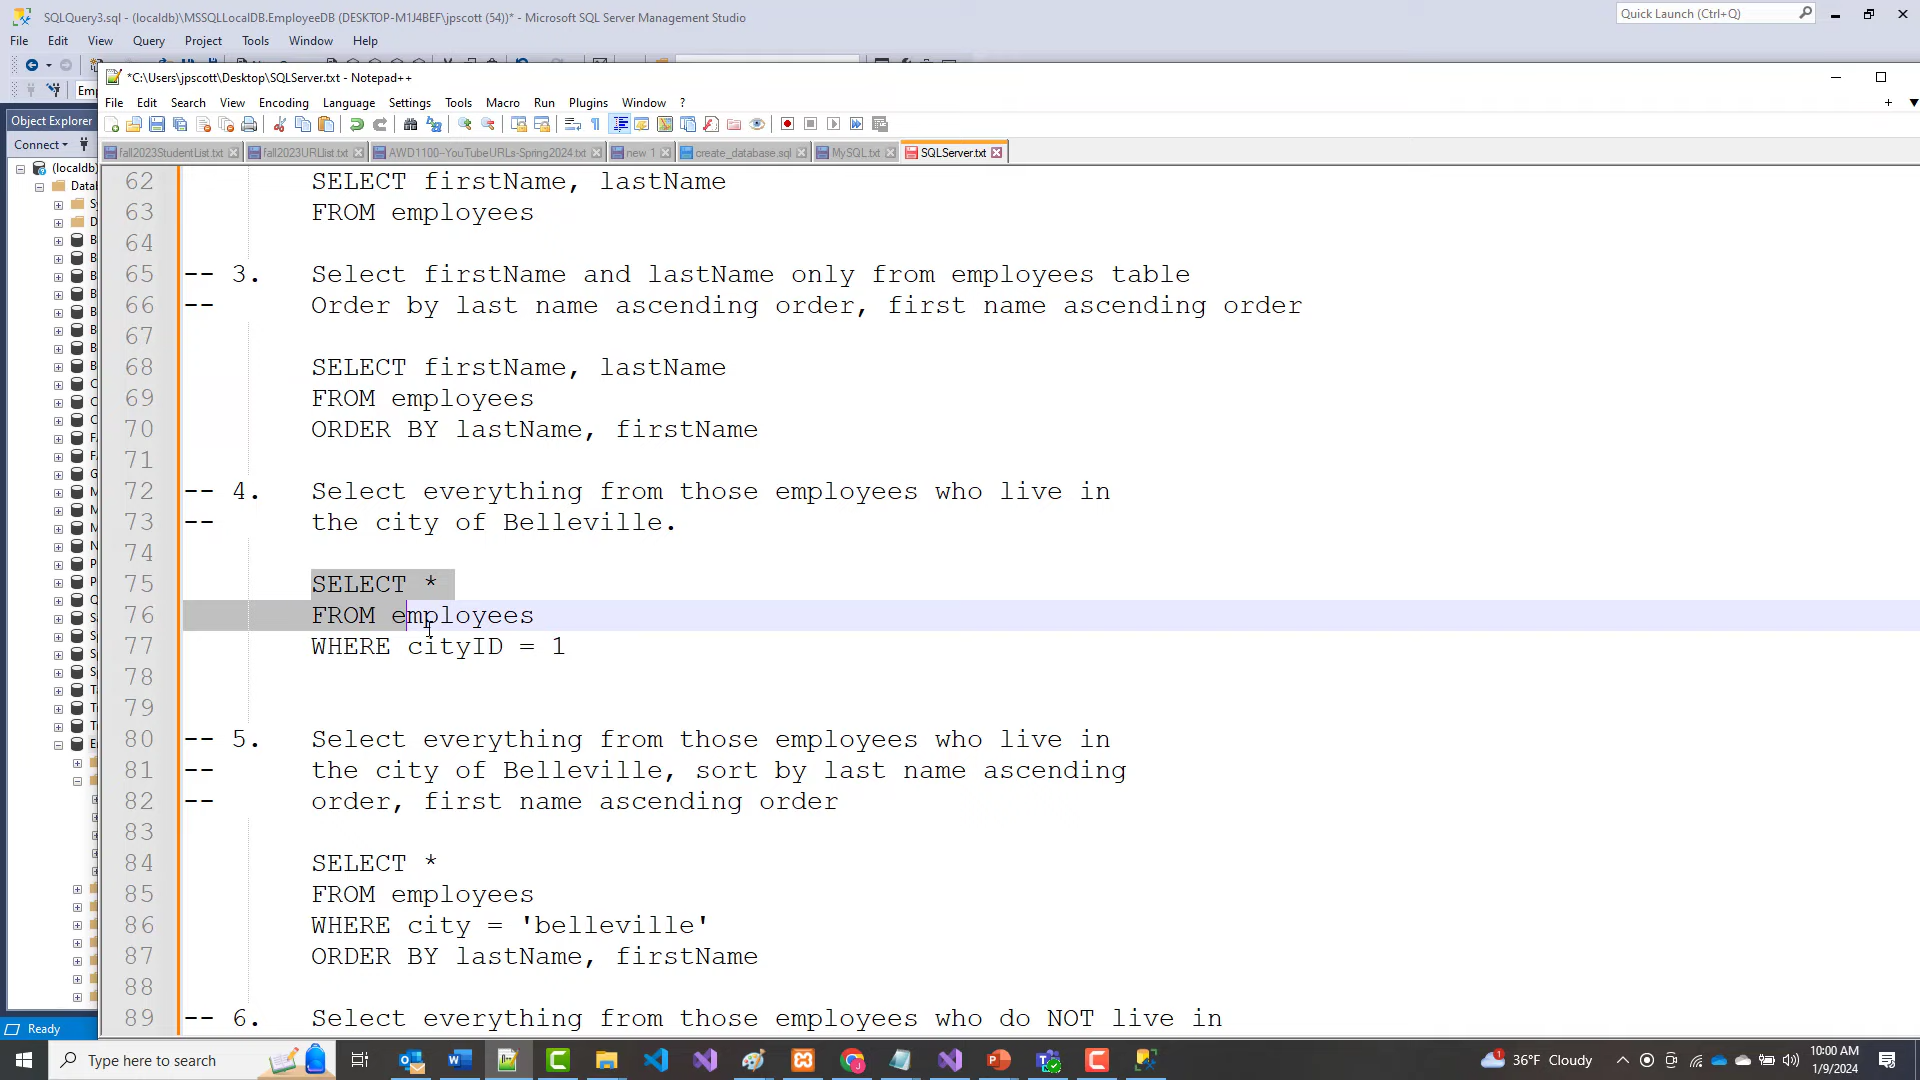 SQLQuery3.sql - (localdb)\MSSQLLocalDB.EmployeeDB (DESKTOP-M1J4BEF\jpscott (54))* - Microsoft SQL Server Management Studio
Quick Launch (Ctrl+Q)
File Edit View Query Project Tools Window Help
*C:\Users\jpscott\Desktop\SQLServer.txt - Notepad++
File Edit Search View Encoding Language Settings Tools Macro Run Plugins Window ?
Object Explorer
Connect
fall2023StudentList.txt fall2023URLlist.txt AWD1100-YouTubeURLs-Spring2024.txt new 1 create_database.sql MySQL.txt SQLServer.txt
(localdb)
62 SELECT firstName, lastName
63 FROM employees
64
65 -- 3. Select firstName and lastName only from employees table
66 -- Order by last name ascending order, first name ascending order
67
68 SELECT firstName, lastName
69 FROM employees
70 ORDER BY lastName, firstName
71
72 -- 4. Select everything from those employees who live in
73 -- the city of Belleville.
74
75 SELECT *
76 FROM employees
77 WHERE cityID = 1
78
79
80 -- 5. Select everything from those employees who live in
81 -- the city of Belleville, sort by last name ascending
82 -- order, first name ascending order
83
84 SELECT *
85 FROM employees
86 WHERE city = 'belleville'
87 ORDER BY lastName, firstName
88
89 -- 6. Select everything from those employees who do NOT live in
Ready
Type here to search
36°F Cloudy
10:00 AM
1/9/2024